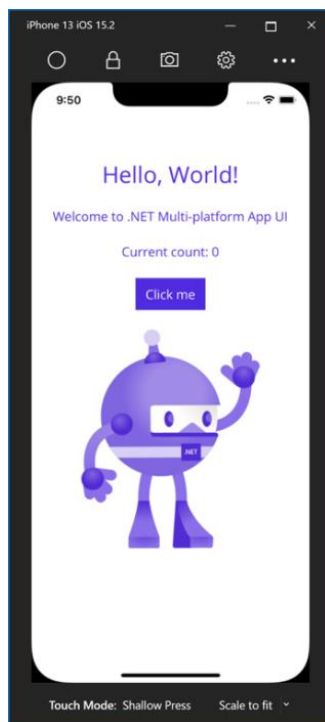 iPhone 13 iOS 15.2
9:50
Hello, World!
Welcome to .NET Multi-platform App UI
Current count: 0
Click me
.NET
Touch Mode: Shallow Press Scale to fit